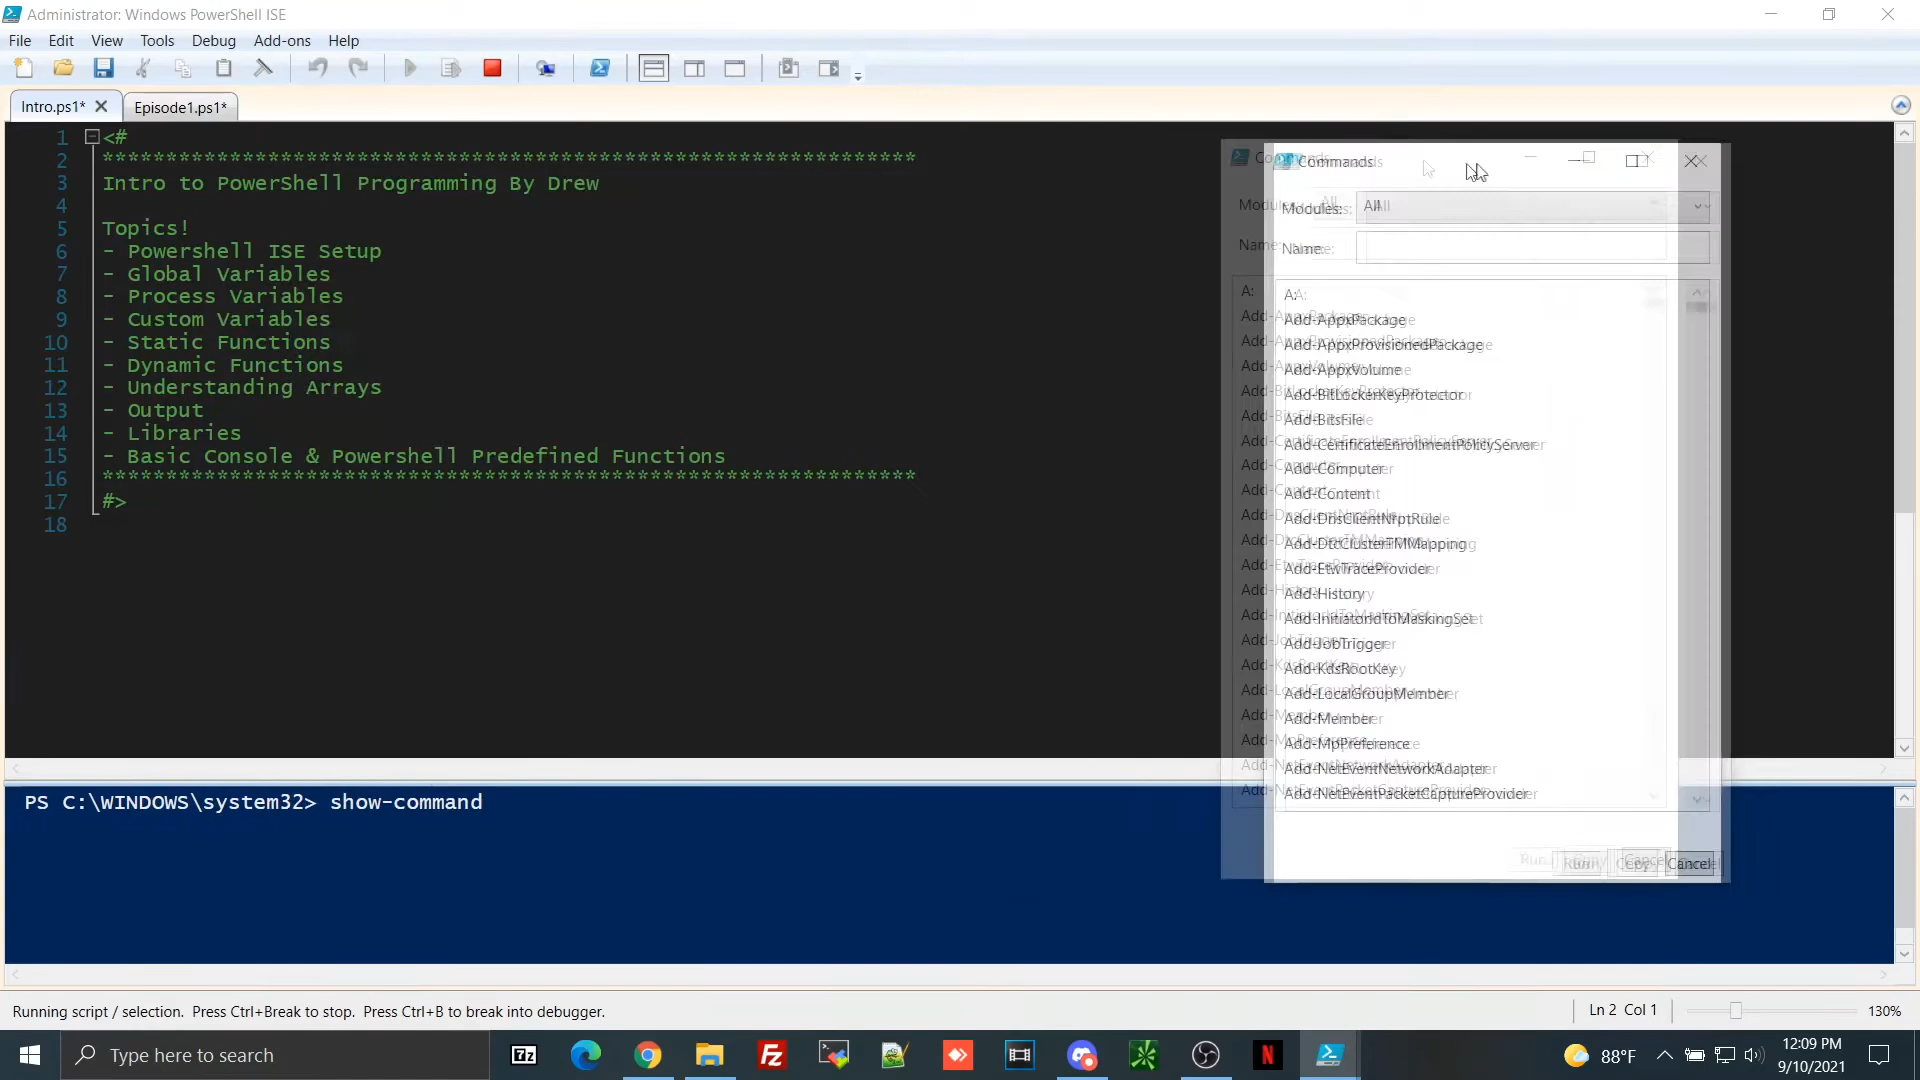 Administrator: Windows PowerShell ISE
File Edit View Tools Debug Add-ons Help
Intro.ps1* Episode1.ps1*
1 <#
2 ****************************************************************
3 Intro to PowerShell Programming By Drew
4
5 Topics!
6 - Powershell ISE Setup
7 - Global Variables
8 - Process Variables
9 - Custom Variables
10 - Static Functions
11 - Dynamic Functions
12 - Understanding Arrays
13 - Output
14 - Libraries
15 - Basic Console & Powershell Predefined Functions
16 ****************************************************************
17 #>
18
Commands
Modules: All
Name:
A:
Add-AppxPackage
Add-AppxProvisionedPackage
Add-AppxVolume
Add-BitLockerKeyProtector
Add-BitsFile
Add-CertificateEnrollmentPolicyServer
Add-Computer
Add-Content
Add-DnsClientNrptRule
Add-DtcClusterTMMapping
Add-EtwTraceProvider
Add-History
Add-InitiatorIdToMaskingSet
Add-JobTrigger
Add-KdsRootKey
Add-LocalGroupMember
Add-Member
Add-MpPreference
Add-NetEventNetworkAdapter
Add-NetEventPacketCaptureProvider
Run Copy Cancel
PS C:\WINDOWS\system32> show-command
Running script / selection. Press Ctrl+Break to stop. Press Ctrl+B to break into debugger.
Ln 2 Col 1
130%
Type here to search
7z
Fz
N
88°F
12:09 PM
9/10/2021